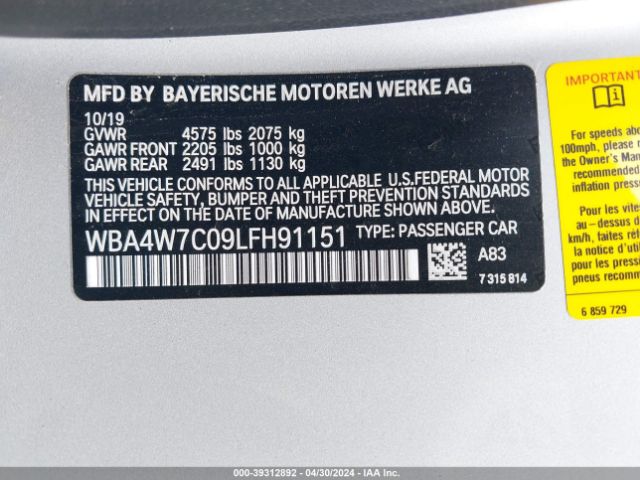 MFD BY BAYERISCHE MOTOREN WERKE AG
10/19
GVWR 4575 lbs 2075 kg
GAWR FRONT 2205 lbs 1000 kg
GAWR REAR 2491 lbs 1130 kg
THIS VEHICLE CONFORMS TO ALL APPLICABLE U.S.FEDERAL MOTOR
VEHICLE SAFETY, BUMPER AND THEFT PREVENTION STANDARDS
IN EFFECT ON THE DATE OF MANUFACTURE SHOWN ABOVE.
WBA4W7C09LFH91151 TYPE: PASSENGER CAR
A83
7 315 814
IMPORTANT
For speeds abo
100mph, please r
the Owner's Man
recommended
inflation press
Pour les vites
au – dessus d
km/h, au
la notice d'uti
pour les pressi
pneus recomm
6 859 729
000-39312892 - 04/30/2024 - IAA Inc.